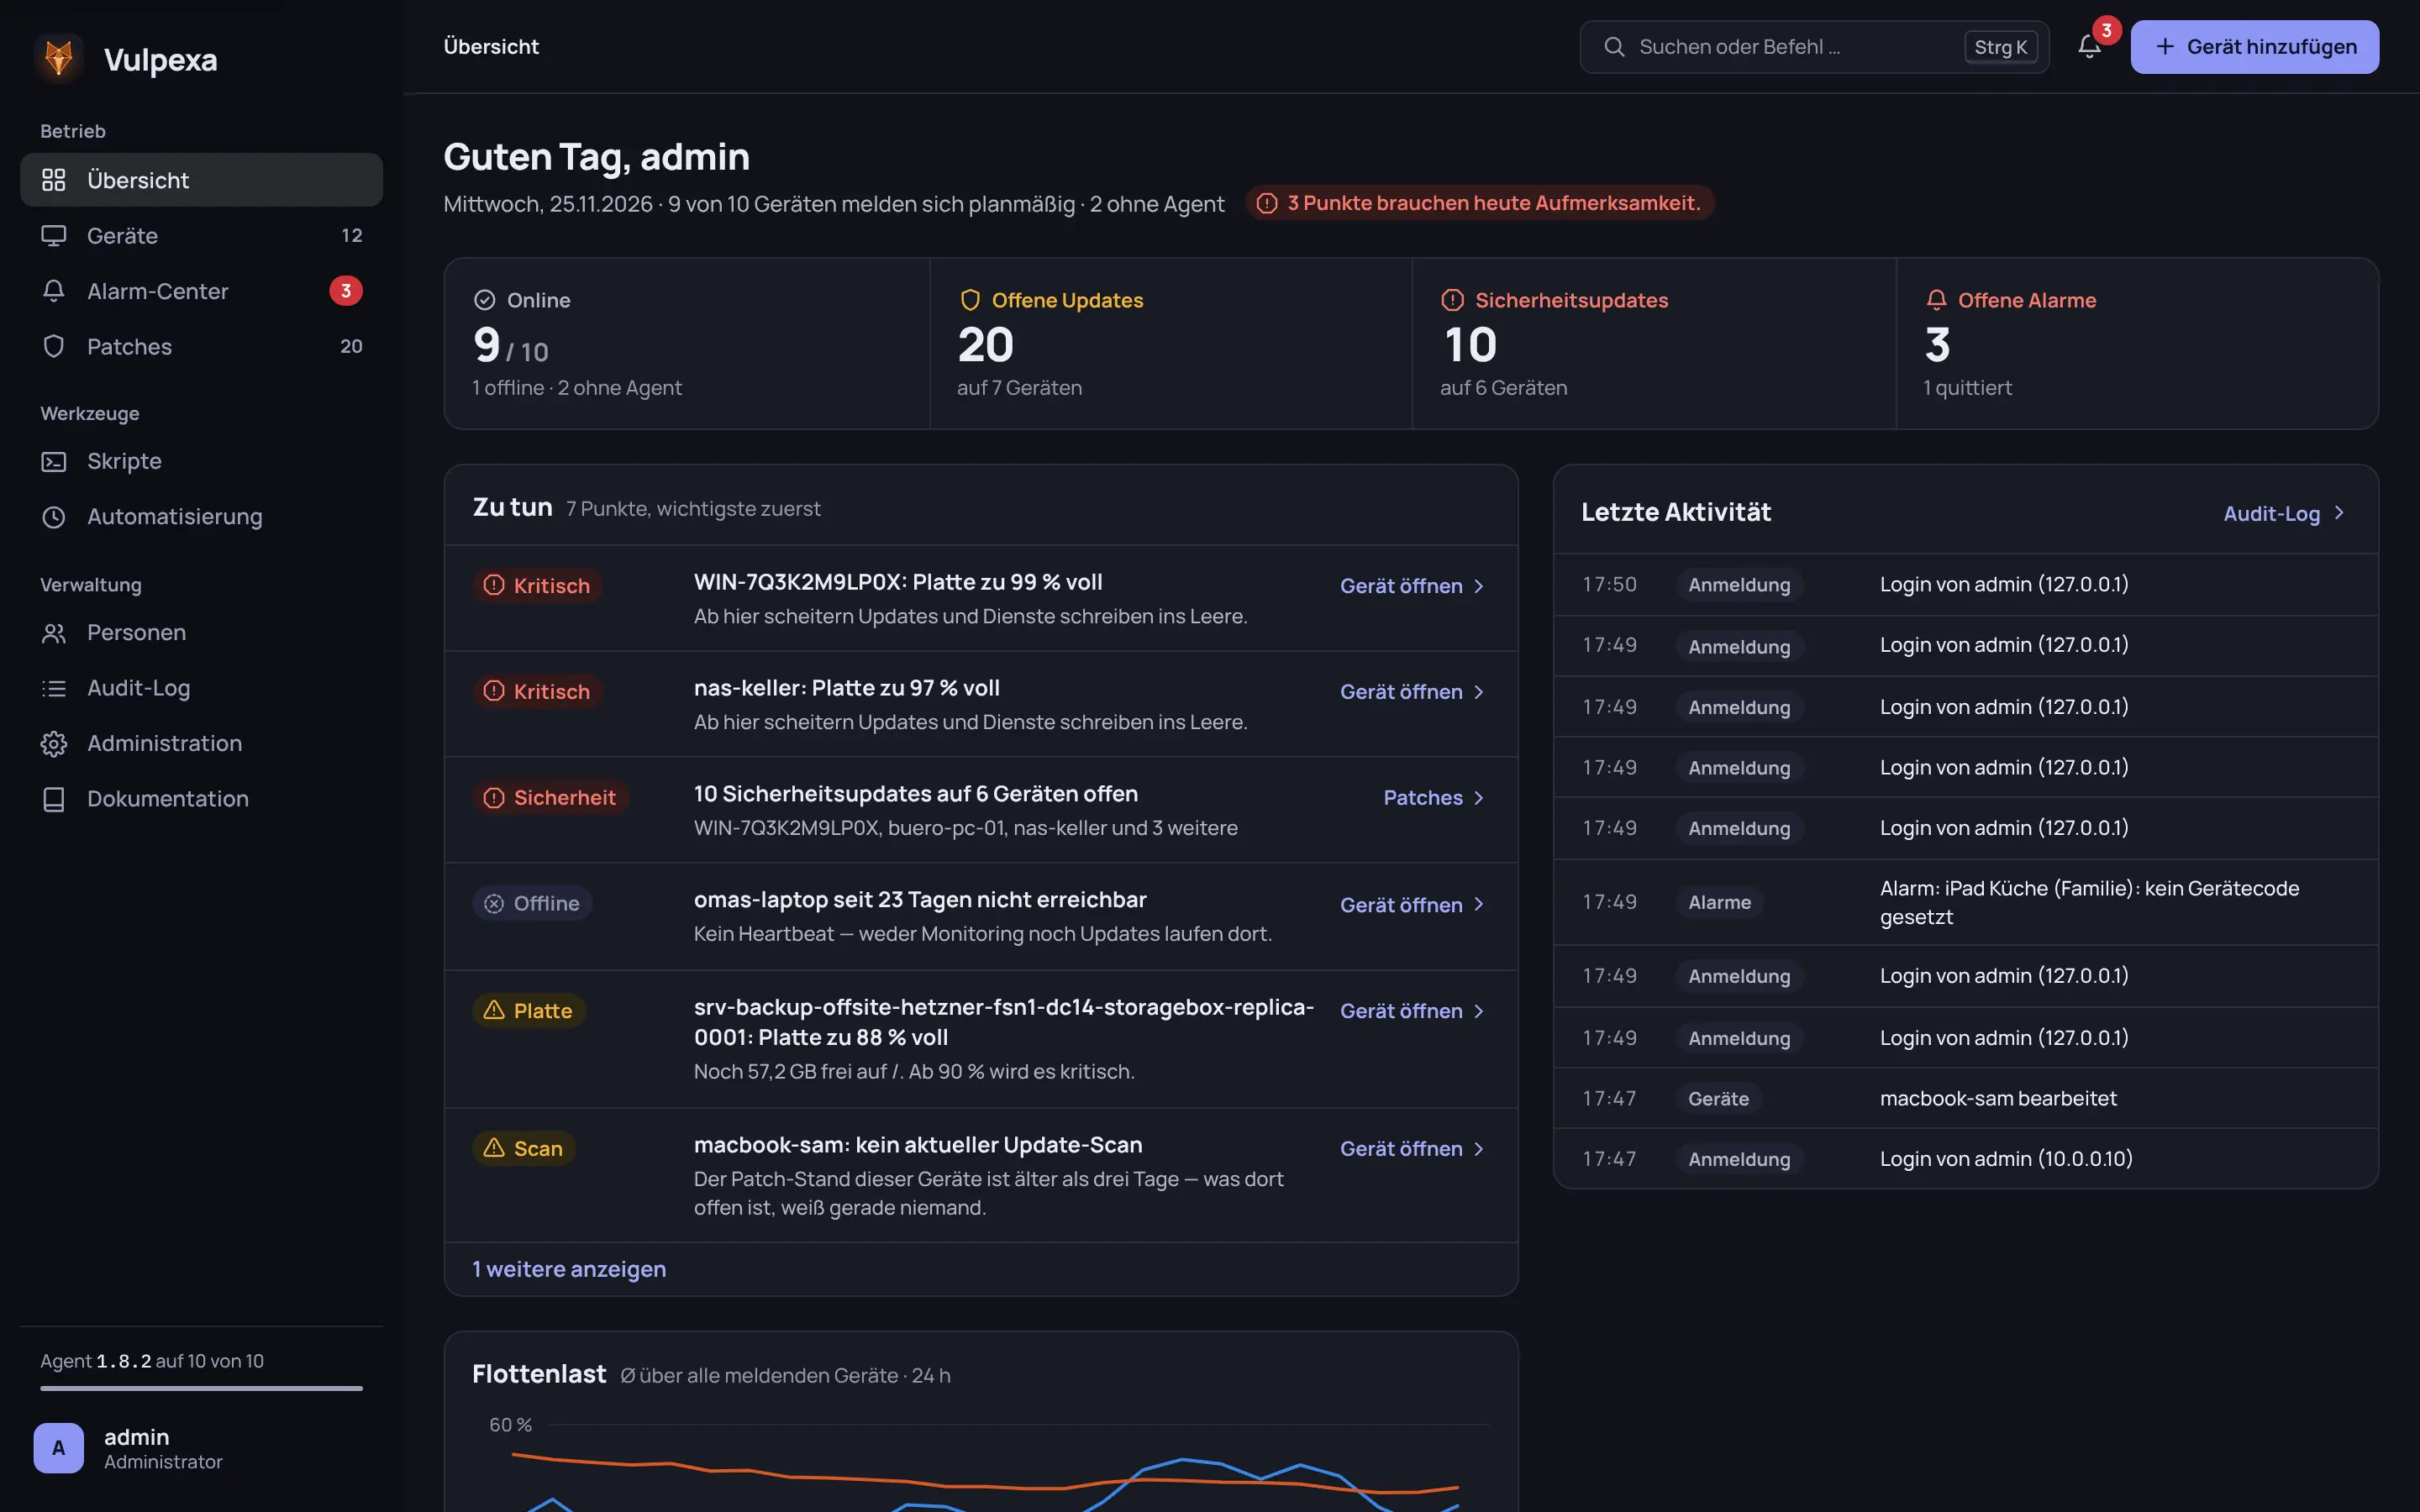 Vulpexa
Betrieb
Übersicht
Geräte 12
Alarm-Center 3
Patches 20
Werkzeuge
Skripte
Automatisierung
Verwaltung
Personen
Audit-Log
Administration
Dokumentation
Agent 1.8.2 auf 10 von 10
A
admin
Administrator
Übersicht
Suchen oder Befehl … Strg K
3
Gerät hinzufügen
Guten Tag, admin
Mittwoch, 25.11.2026 · 9 von 10 Geräten melden sich planmäßig · 2 ohne Agent
3 Punkte brauchen heute Aufmerksamkeit.
Online
9 / 10
1 offline · 2 ohne Agent
Offene Updates
20
auf 7 Geräten
Sicherheitsupdates
10
auf 6 Geräten
Offene Alarme
3
1 quittiert
Zu tun 7 Punkte, wichtigste zuerst
Kritisch
WIN-7Q3K2M9LP0X: Platte zu 99 % voll
Ab hier scheitern Updates und Dienste schreiben ins Leere.
Gerät öffnen
Kritisch
nas-keller: Platte zu 97 % voll
Ab hier scheitern Updates und Dienste schreiben ins Leere.
Gerät öffnen
Sicherheit
10 Sicherheitsupdates auf 6 Geräten offen
WIN-7Q3K2M9LP0X, buero-pc-01, nas-keller und 3 weitere
Patches
Offline
omas-laptop seit 23 Tagen nicht erreichbar
Kein Heartbeat — weder Monitoring noch Updates laufen dort.
Gerät öffnen
Platte
srv-backup-offsite-hetzner-fsn1-dc14-storagebox-replica-
0001: Platte zu 88 % voll
Noch 57,2 GB frei auf /. Ab 90 % wird es kritisch.
Gerät öffnen
Scan
macbook-sam: kein aktueller Update-Scan
Der Patch-Stand dieser Geräte ist älter als drei Tage — was dort
offen ist, weiß gerade niemand.
Gerät öffnen
1 weitere anzeigen
Flottenlast Ø über alle meldenden Geräte · 24 h
60 %
Letzte Aktivität
Audit-Log
17:50 Anmeldung Login von admin (127.0.0.1)
17:49 Anmeldung Login von admin (127.0.0.1)
17:49 Anmeldung Login von admin (127.0.0.1)
17:49 Anmeldung Login von admin (127.0.0.1)
17:49 Anmeldung Login von admin (127.0.0.1)
17:49 Alarme Alarm: iPad Küche (Familie): kein Gerätecode
gesetzt
17:49 Anmeldung Login von admin (127.0.0.1)
17:49 Anmeldung Login von admin (127.0.0.1)
17:47 Geräte macbook-sam bearbeitet
17:47 Anmeldung Login von admin (10.0.0.10)